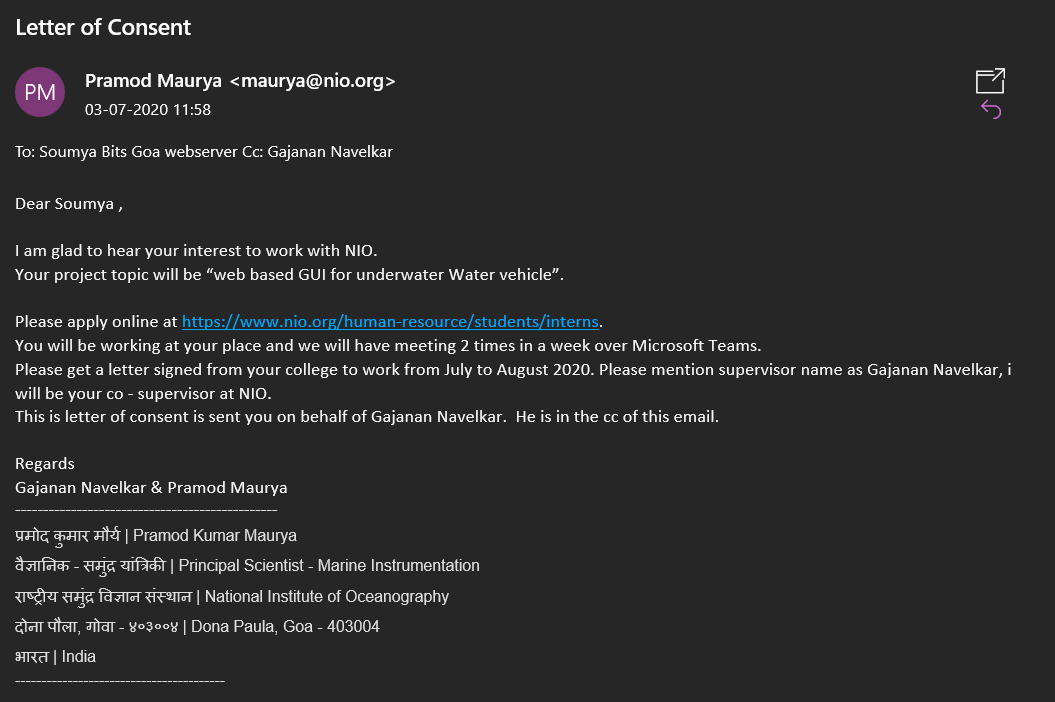 Letter of Consent
PM
Pramod Maurya <maurya@nio.org>
03-07-2020 11:58
To: Soumya Bits Goa webserver Cc: Gajanan Navelkar
Dear Soumya ,
I am glad to hear your interest to work with NIO.
Your project topic will be “web based GUI for underwater Water vehicle”.
Please apply online at https://www.nio.org/human-resource/students/interns.
You will be working at your place and we will have meeting 2 times in a week over Microsoft Teams.
Please get a letter signed from your college to work from July to August 2020. Please mention supervisor name as Gajanan Navelkar, i
will be your co - supervisor at NIO.
This is letter of consent is sent you on behalf of Gajanan Navelkar.  He is in the cc of this email.
Regards
Gajanan Navelkar & Pramod Maurya
--------------------------------------------------
प्रमोद कुमार मौर्य | Pramod Kumar Maurya
वैज्ञानिक - समुंद्र यांत्रिकी | Principal Scientist - Marine Instrumentation
राष्ट्रीय समुंद्र विज्ञान संस्थान | National Institute of Oceanography
दोना पौला, गोवा - ४०३००४ | Dona Paula, Goa - 403004
भारत | India
----------------------------------------